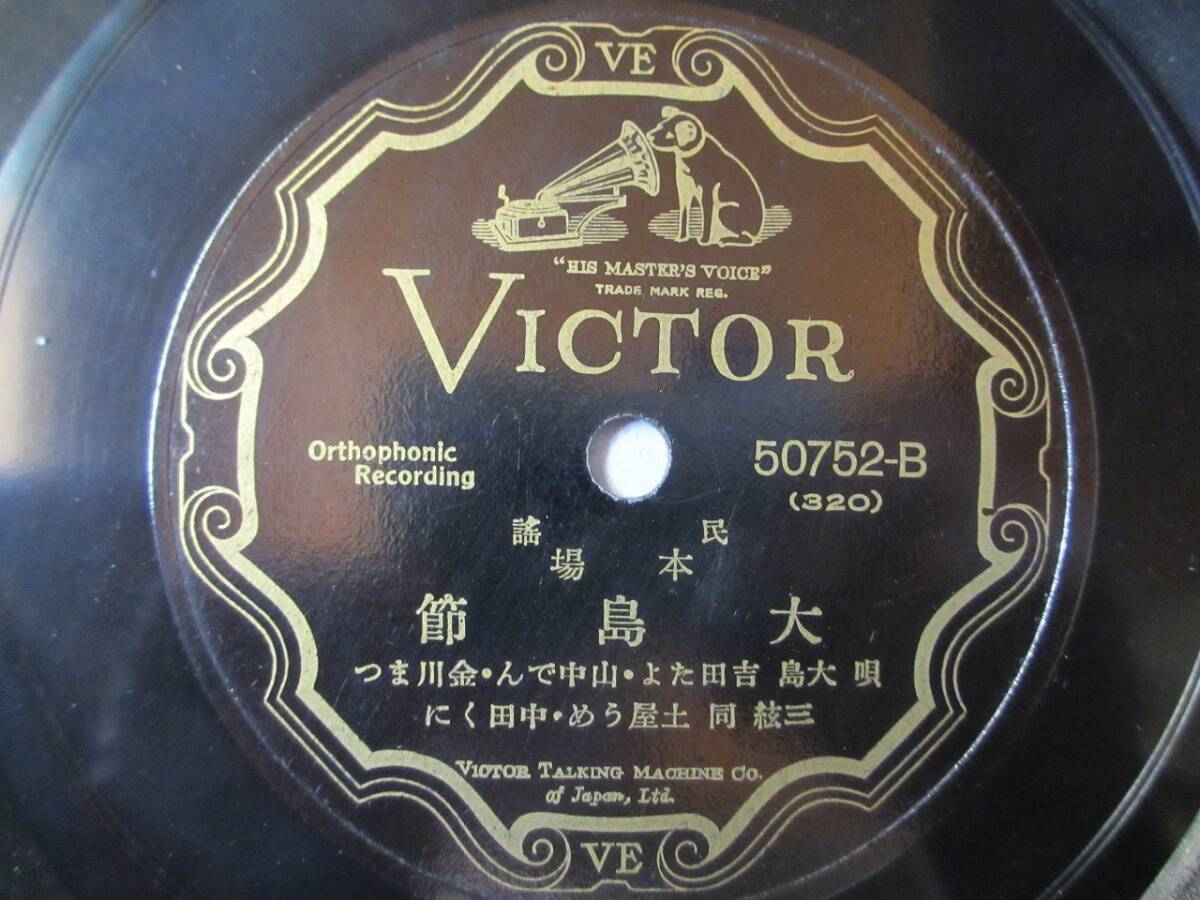 VE
"HIS MASTER'S VOICE"
TRADE MARK REG.
VICTOR
Orthophonic
Recording
50752-B
(320)
民謠
本場
大島節
唄 大島 吉田たよ・山中でん・金川まつ
三絃 同 土屋うめ・中田くに
VICTOR TALKING MACHINE CO.
of Japan, Ltd.
VE